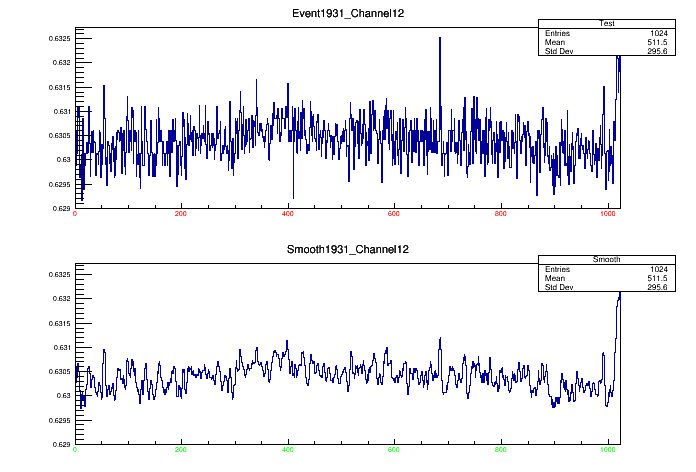 Event1931_Channel12
Test
Entries 1024
Mean 511.5
Std Dev 295.6
0.6325
0.632
0.6315
0.631
0.6305
0.63
0.6295
0.629
0 200 400 600 800 1000
Smooth1931_Channel12
Smooth
Entries 1024
Mean 511.5
Std Dev 295.6
0.6325
0.632
0.6315
0.631
0.6305
0.63
0.6295
0.629
0 200 400 600 800 1000